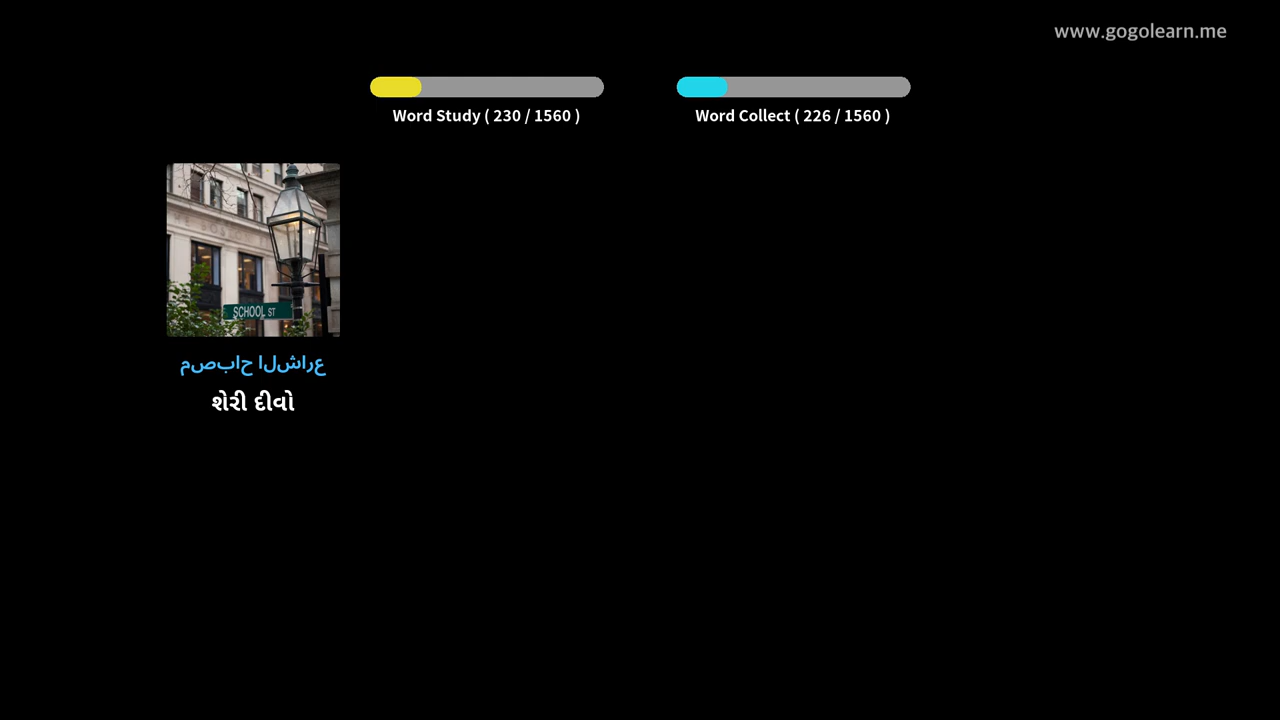 www.gogolearn.me
Word Study ( 230 / 1560 )
Word Collect ( 226 / 1560 )
SCHOOL ST
مصباح الشارع
શેરી દીવો